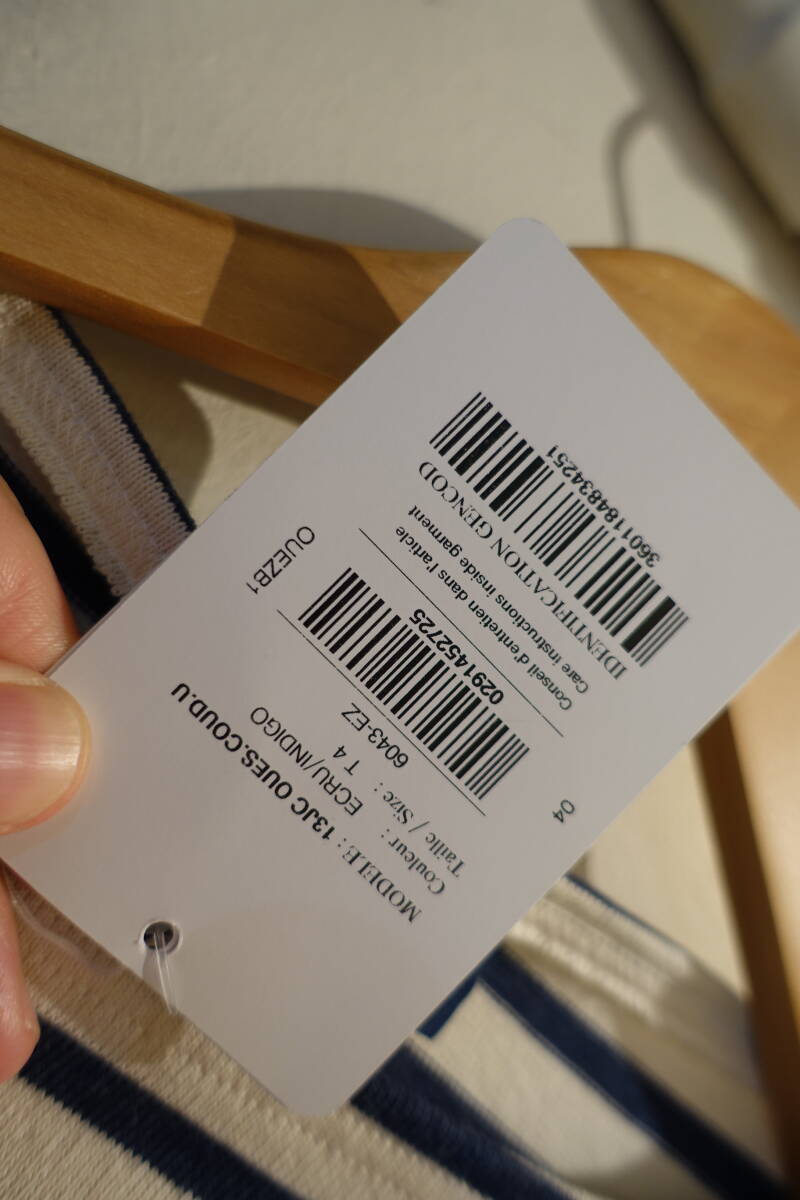 MODELE : 13JC OUES.COUD.U
Couleur : ECRU/INDIGO
Taille / Size : T 4
6043-EZ
0291452725
OUEZB1
04
Conseil d'entretien dans l'article
Care instructions inside garment
IDENTIFICATION GENCOD
3601184834251